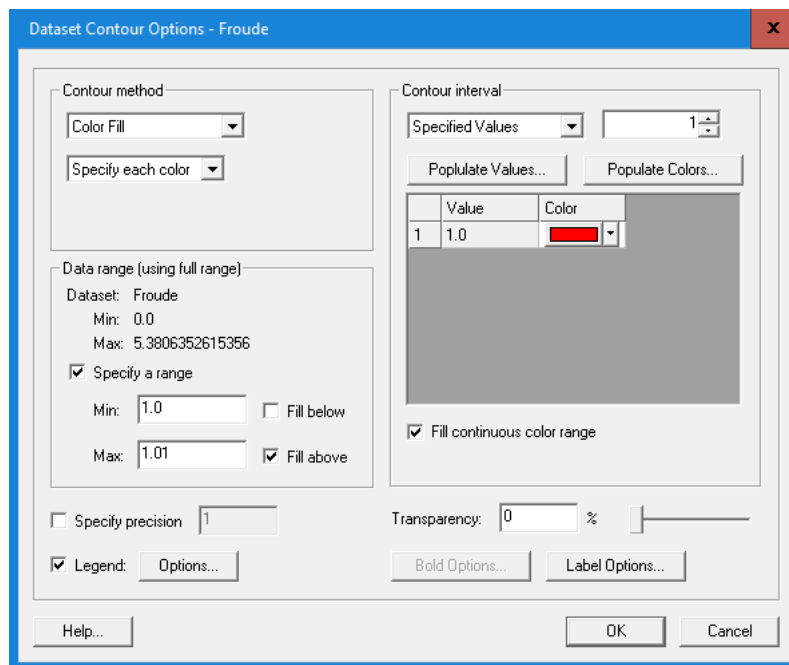 Dataset Contour Options - Froude
x
Contour method
Color Fill
Specify each color
Data range (using full range)
Dataset: Froude
Min: 0.0
Max: 5.3806352615356
Specify a range
Min: 1.0
Fill below
Max: 1.01
Fill above
Contour interval
Specified Values
1
Poplulate Values...
Populate Colors...
Value Color
1 1.0
Fill continuous color range
Specify precision 1
Transparency: 0 %
Legend: Options...
Bold Options...
Label Options...
Help...
OK
Cancel